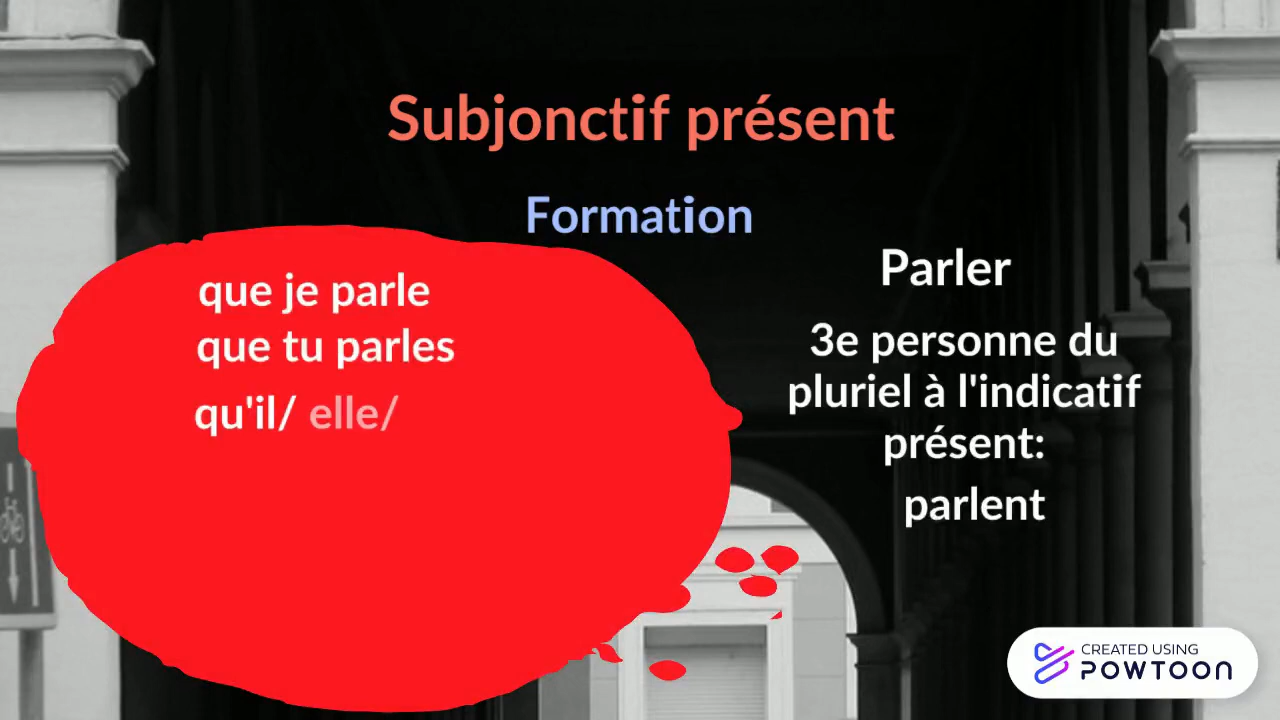 Subjonctif présent
Formation
que je parle
que tu parles
qu'il/ elle/
Parler
3e personne du
pluriel à l'indicatif
présent:
parlent
CREATED USING
POWTOON